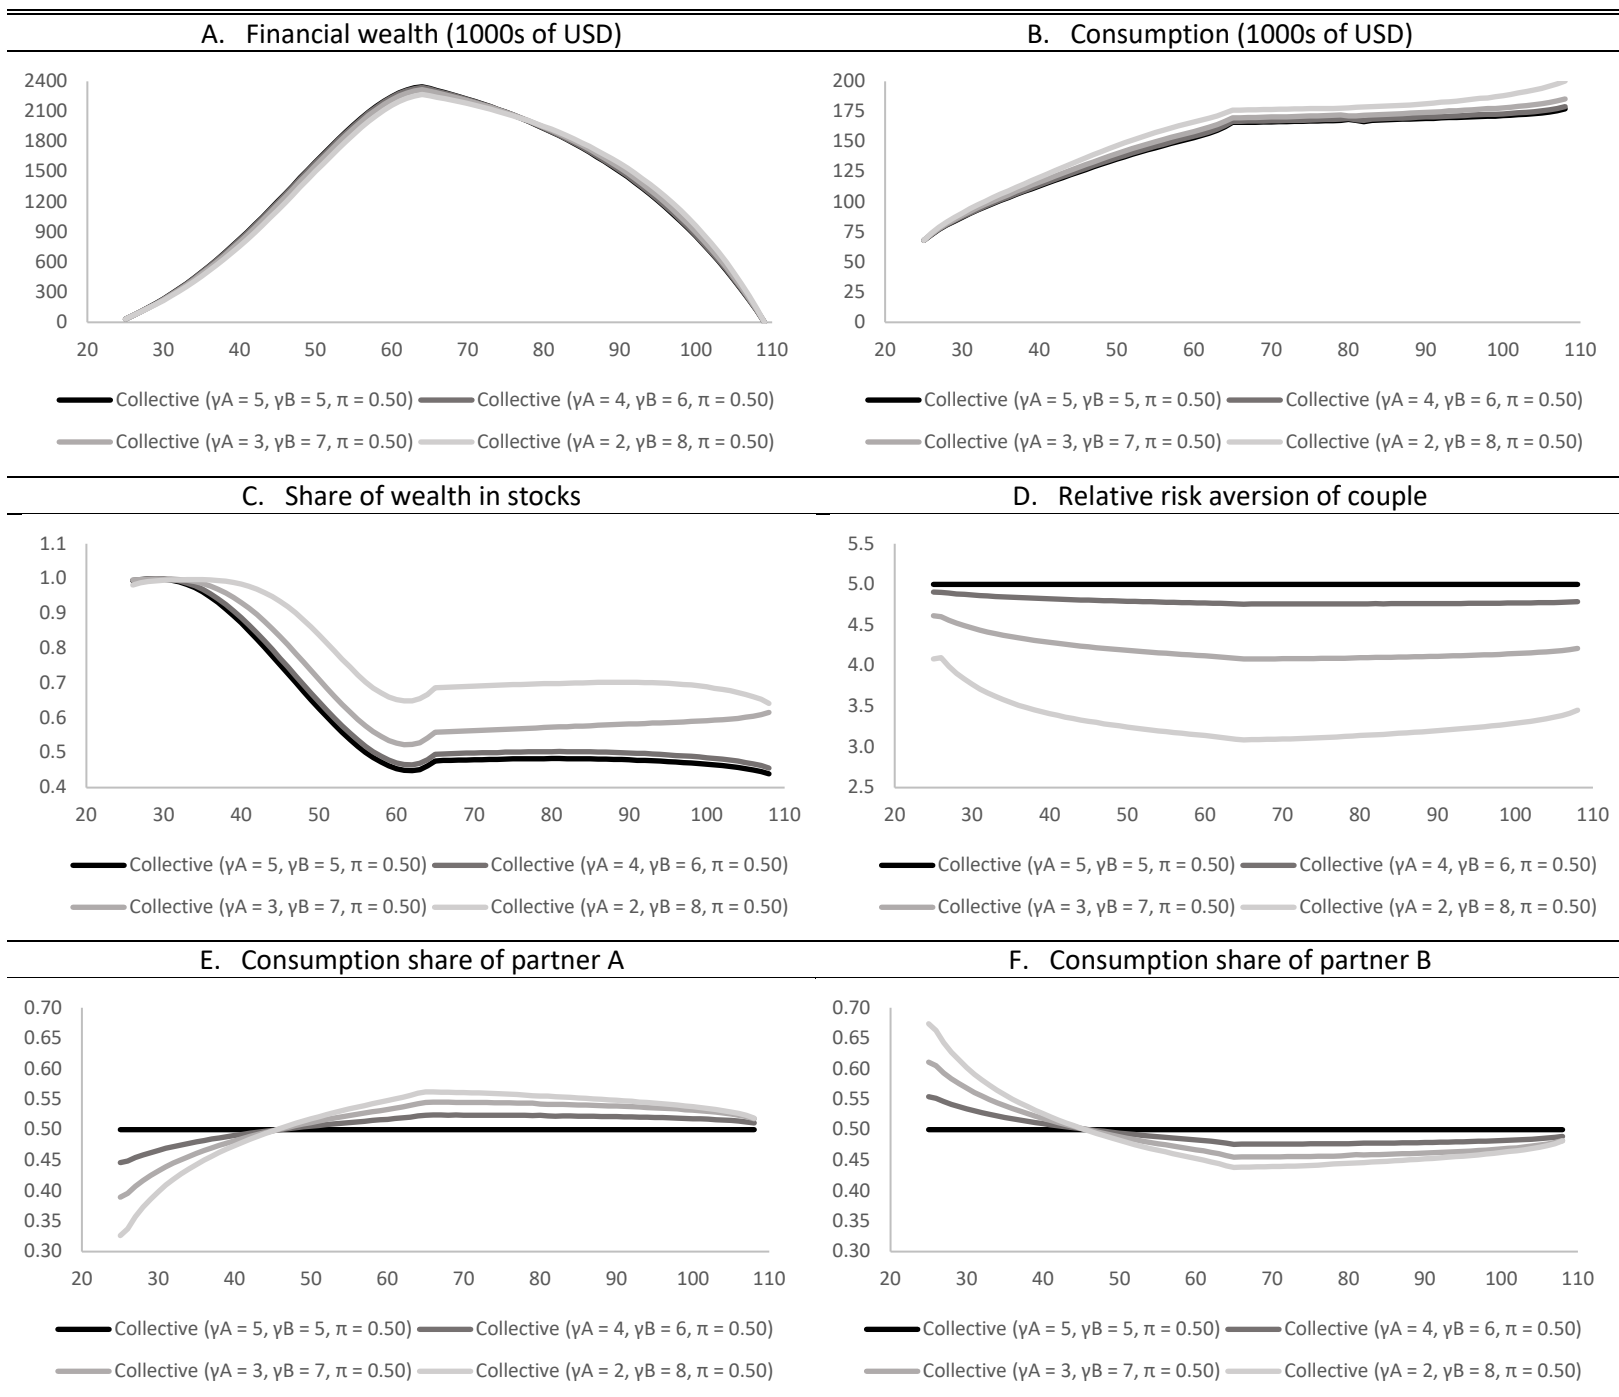 A. Financial wealth (1000s of USD)
2400
2100
1800
1500
1200
900
600
300
0
20 30 40 50 60 70 80 90 100 110
Collective (γA = 5, γB = 5, π = 0.50) Collective (γA = 4, γB = 6, π = 0.50)
Collective (γA = 3, γB = 7, π = 0.50) Collective (γA = 2, γB = 8, π = 0.50)
B. Consumption (1000s of USD)
200
175
150
125
100
75
50
25
0
20 30 40 50 60 70 80 90 100 110
Collective (γA = 5, γB = 5, π = 0.50) Collective (γA = 4, γB = 6, π = 0.50)
Collective (γA = 3, γB = 7, π = 0.50) Collective (γA = 2, γB = 8, π = 0.50)
C. Share of wealth in stocks
1.1
1.0
0.9
0.8
0.7
0.6
0.5
0.4
20 30 40 50 60 70 80 90 100 110
Collective (γA = 5, γB = 5, π = 0.50) Collective (γA = 4, γB = 6, π = 0.50)
Collective (γA = 3, γB = 7, π = 0.50) Collective (γA = 2, γB = 8, π = 0.50)
D. Relative risk aversion of couple
5.5
5.0
4.5
4.0
3.5
3.0
2.5
20 30 40 50 60 70 80 90 100 110
Collective (γA = 5, γB = 5, π = 0.50) Collective (γA = 4, γB = 6, π = 0.50)
Collective (γA = 3, γB = 7, π = 0.50) Collective (γA = 2, γB = 8, π = 0.50)
E. Consumption share of partner A
0.70
0.65
0.60
0.55
0.50
0.45
0.40
0.35
0.30
20 30 40 50 60 70 80 90 100 110
Collective (γA = 5, γB = 5, π = 0.50) Collective (γA = 4, γB = 6, π = 0.50)
Collective (γA = 3, γB = 7, π = 0.50) Collective (γA = 2, γB = 8, π = 0.50)
F. Consumption share of partner B
0.70
0.65
0.60
0.55
0.50
0.45
0.40
0.35
0.30
20 30 40 50 60 70 80 90 100 110
Collective (γA = 5, γB = 5, π = 0.50) Collective (γA = 4, γB = 6, π = 0.50)
Collective (γA = 3, γB = 7, π = 0.50) Collective (γA = 2, γB = 8, π = 0.50)